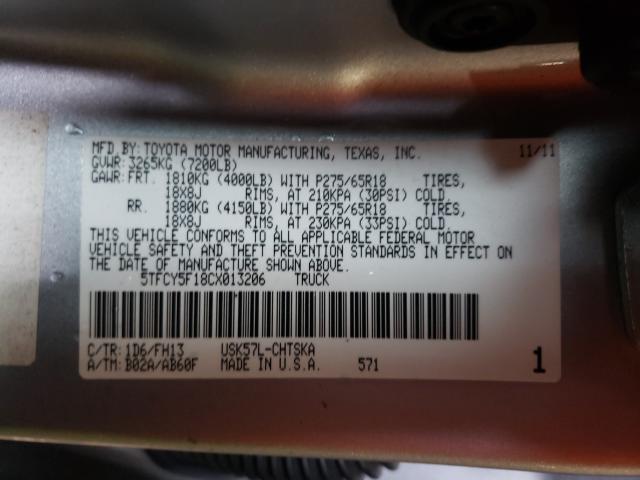 MFD BY: TOYOTA MOTOR MANUFACTURING, TEXAS, INC. 11/11
GVWR: 3265KG (7200LB)
GAWR: FRT. 1810KG (4000LB) WITH P275/65R18 TIRES,
18X8J RIMS, AT 210KPA (30PSI) COLD
RR. 1880KG (4150LB) WITH P275/65R18 TIRES,
18X8J RIMS, AT 230KPA (33PSI) COLD
THIS VEHICLE CONFORMS TO ALL APPLICABLE FEDERAL MOTOR
VEHICLE SAFETY AND THEFT PREVENTION STANDARDS IN EFFECT ON
THE DATE OF MANUFACTURE SHOWN ABOVE.
5TFCY5F18CX013206 TRUCK
C/TR: 1D6/FH13 USK57L-CHTSKA
A/TM: B02A/AB60F MADE IN U.S.A. 571 1